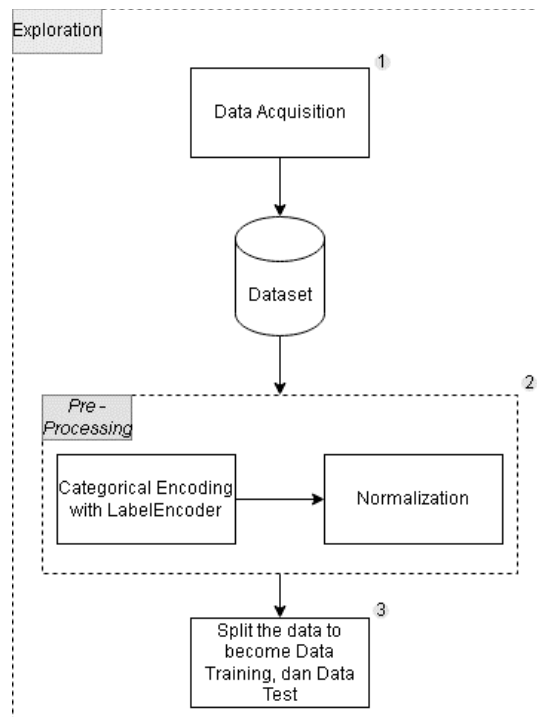 Exploration
1
Data Acquisition
Dataset
2
Pre -
Processing
Categorical Encoding
with LabelEncoder
Normalization
3
Split the data to
become Data
Training, dan Data
Test